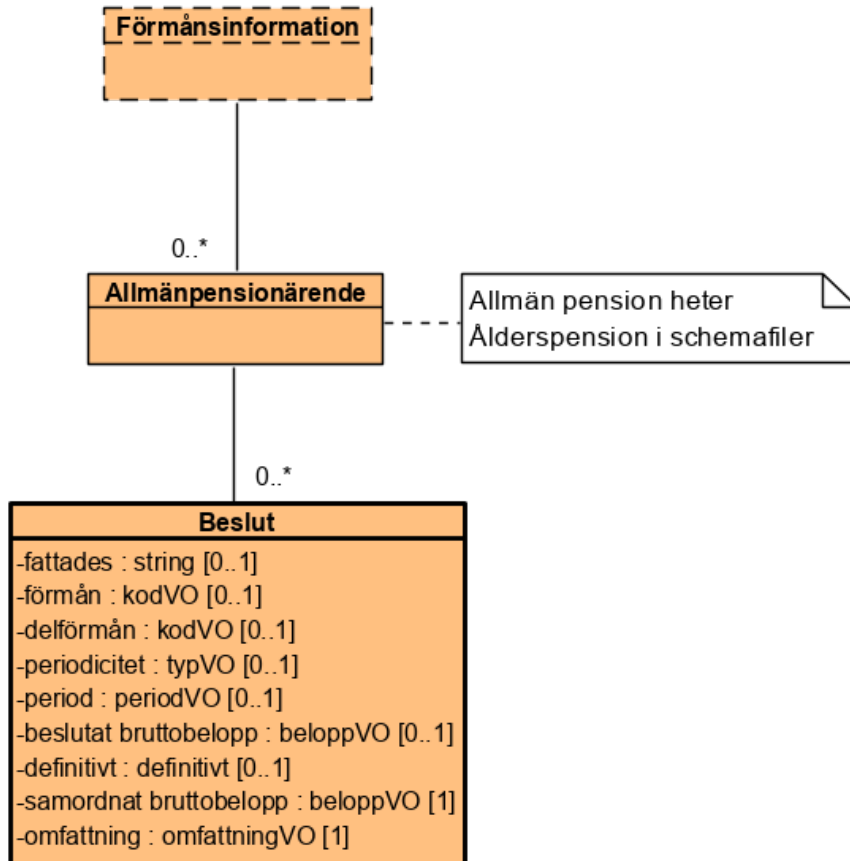 Förmånsinformation
0..*
Allmänpensionärende
Allmän pension heter
Ålderspension i schemafiler
0..*
Beslut
-fattades : string [0..1]
-förmån : kodVO [0..1]
-delförmån : kodVO [0..1]
-periodicitet : typVO [0..1]
-period : periodVO [0..1]
-beslutat bruttobelopp : beloppVO [0..1]
-definitivt : definitivt [0..1]
-samordnat bruttobelopp : beloppVO [1]
-omfattning : omfattningVO [1]